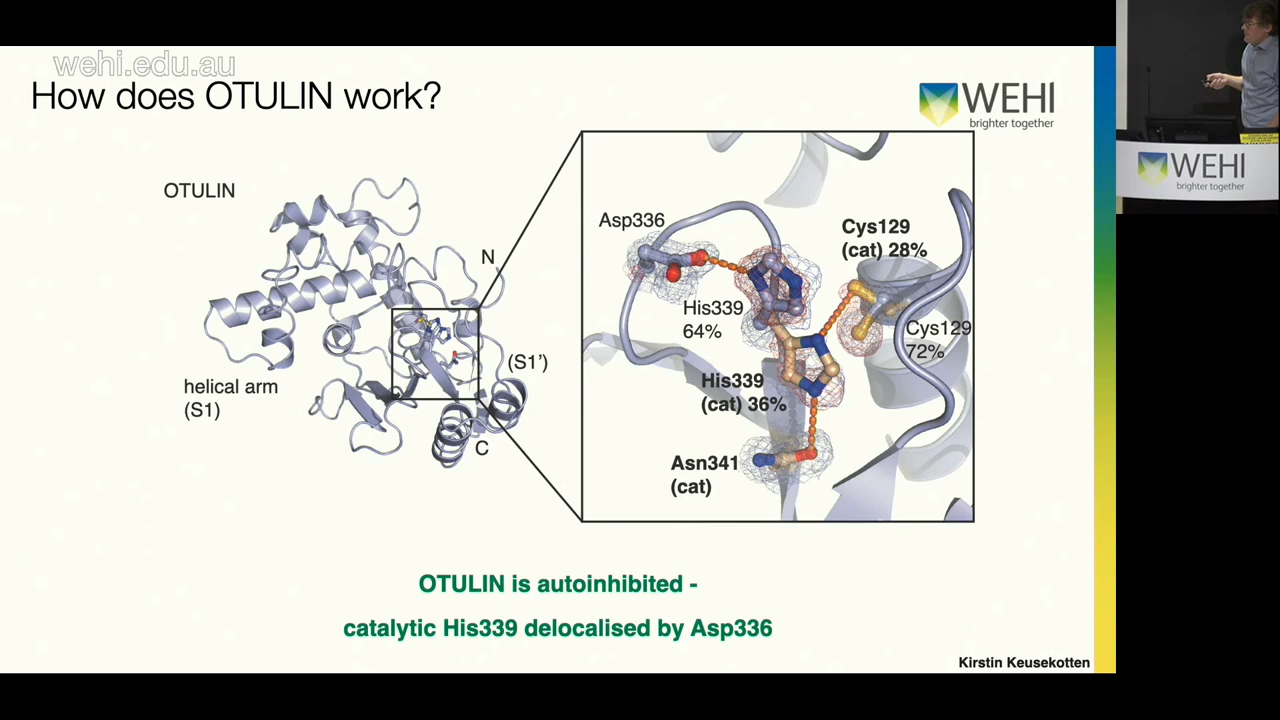 wehi.edu.au
How does OTULIN work?
WEHI
brighter together
OTULIN
N
helical arm
(S1)
(S1’)
C
Asp336
Cys129
(cat) 28%
His339
64%
Cys129
72%
His339
(cat) 36%
Asn341
(cat)
OTULIN is autoinhibited -
catalytic His339 delocalised by Asp336
Kirstin Keusekotten
WEHI
brighter together